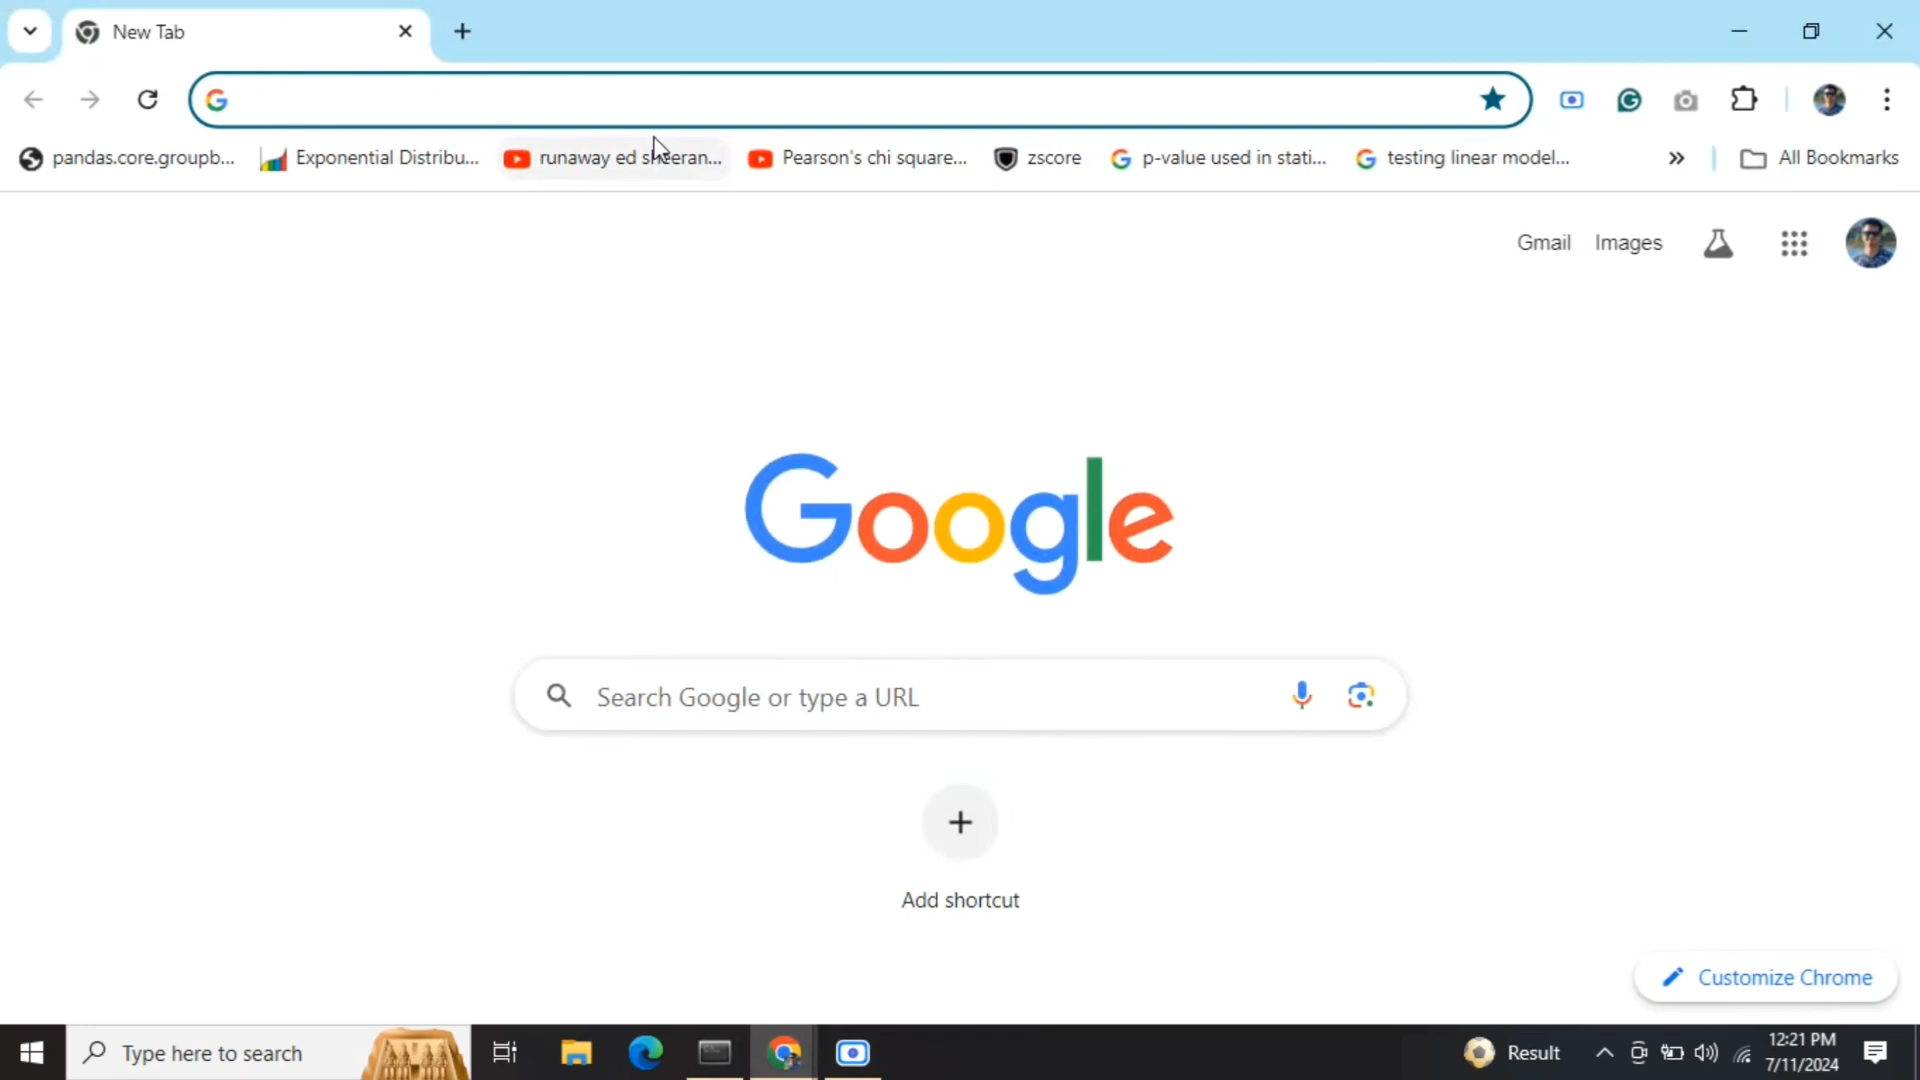 New Tab
pandas.core.groupb...
Exponential Distribu...
runaway ed sheeran...
Pearson's chi square...
zscore
p-value used in stati...
testing linear model...
All Bookmarks
Gmail
Images
Google
Search Google or type a URL
Add shortcut
Customize Chrome
Type here to search
Result
12:21 PM
7/11/2024